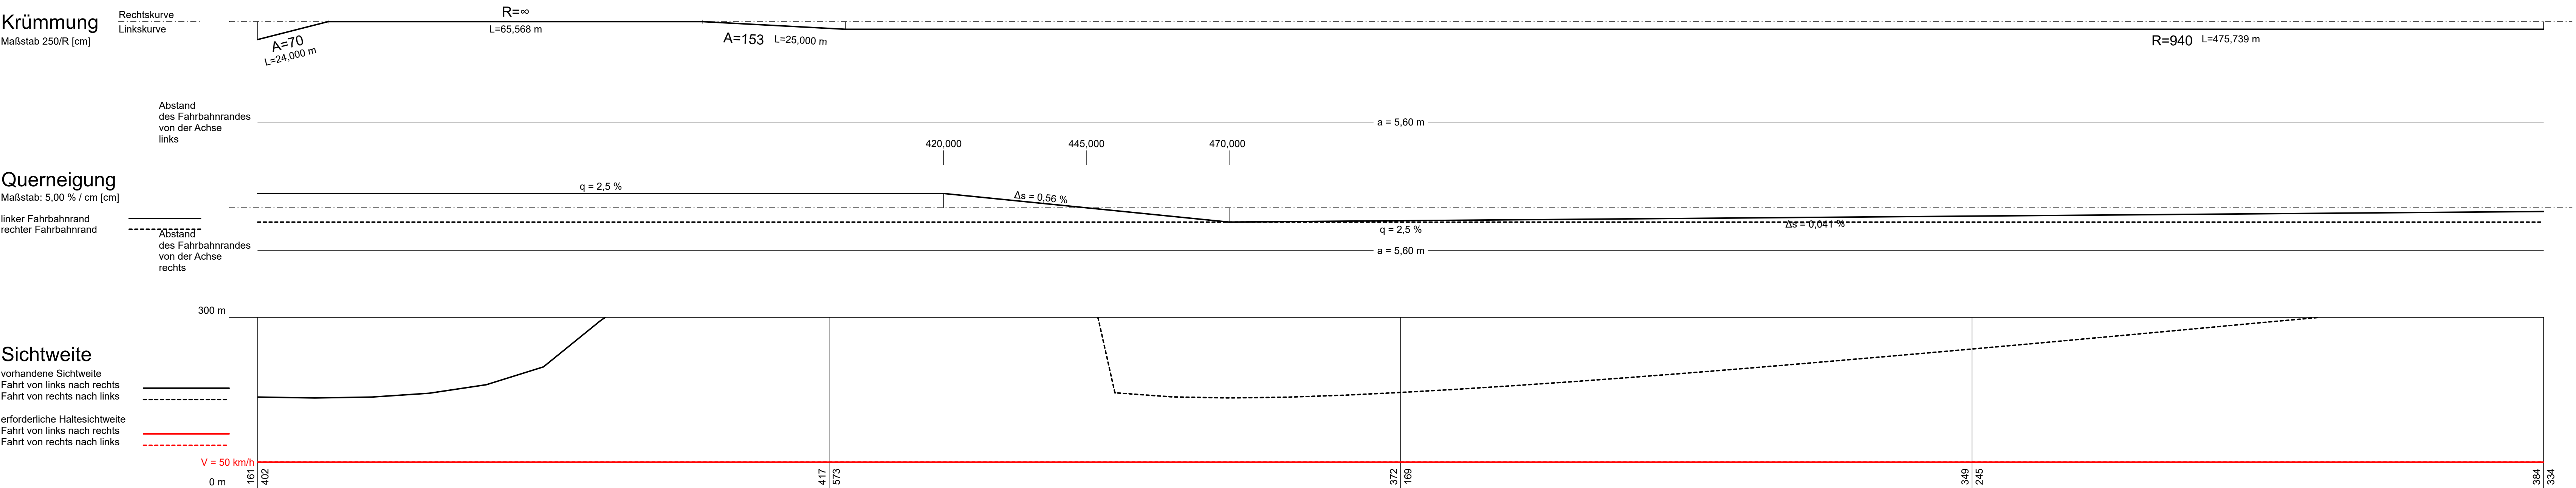 Krümmung
Maßstab 250/R [cm]
Rechtskurve
Linkskurve
A=70
L=24,000 m
R=∞
L=65,568 m
A=153 L=25,000 m
R=940 L=475,739 m
Abstand
des Fahrbahnrandes
von der Achse
links
a = 5,60 m
420,000
445,000
470,000
Querneigung
Maßstab: 5,00 % / cm [cm]
linker Fahrbahnrand
rechter Fahrbahnrand
q = 2,5 %
Δs = 0,56 %
q = 2,5 %
Δs = 0,041 %
Abstand
des Fahrbahnrandes
von der Achse
rechts
a = 5,60 m
300 m
Sichtweite
vorhandene Sichtweite
Fahrt von links nach rechts
Fahrt von rechts nach links
erforderliche Haltesichtweite
Fahrt von links nach rechts
Fahrt von rechts nach links
V = 50 km/h
0 m
161
402
417
573
372
169
349
245
384
334